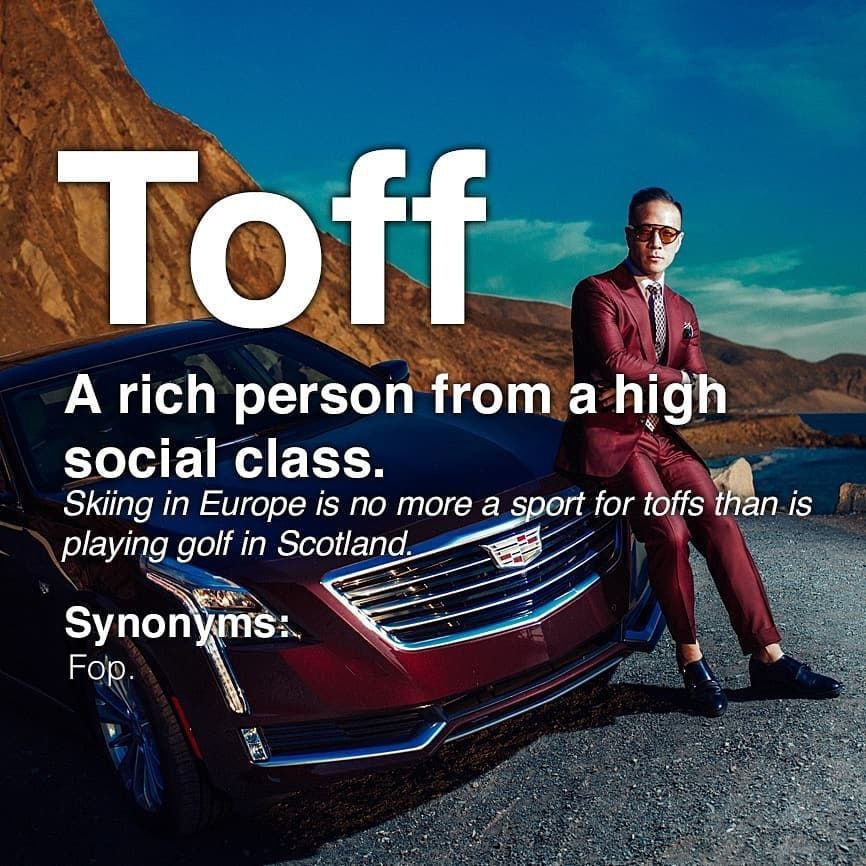 Toff
A rich person from a high
social class.
Skiing in Europe is no more a sport for toffs than is
playing golf in Scotland.
Synonyms:
Fop.